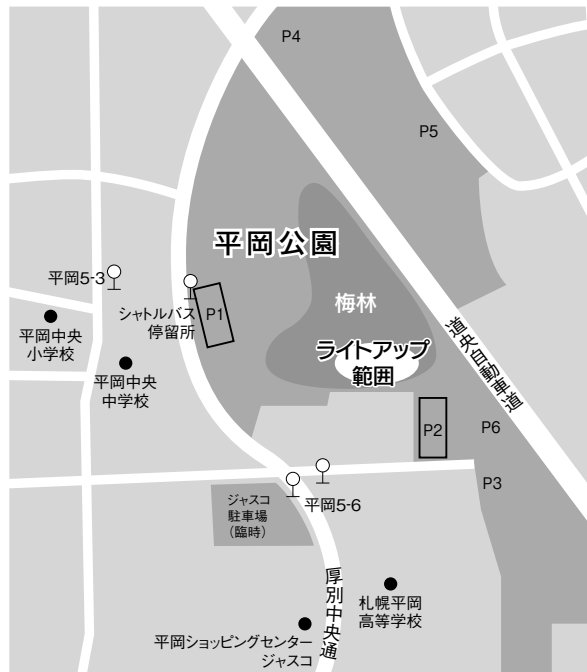 P4
P5
平岡公園
平岡5-3
シャトルバス
停留所
P1
梅林
平岡中央
小学校
平岡中央
中学校
ライトアップ
範囲
道央自動車道
P2
P6
P3
平岡5-6
ジャスコ
駐車場
（臨時）
厚別中央通
札幌平岡
高等学校
平岡ショッピングセンター
ジャスコ